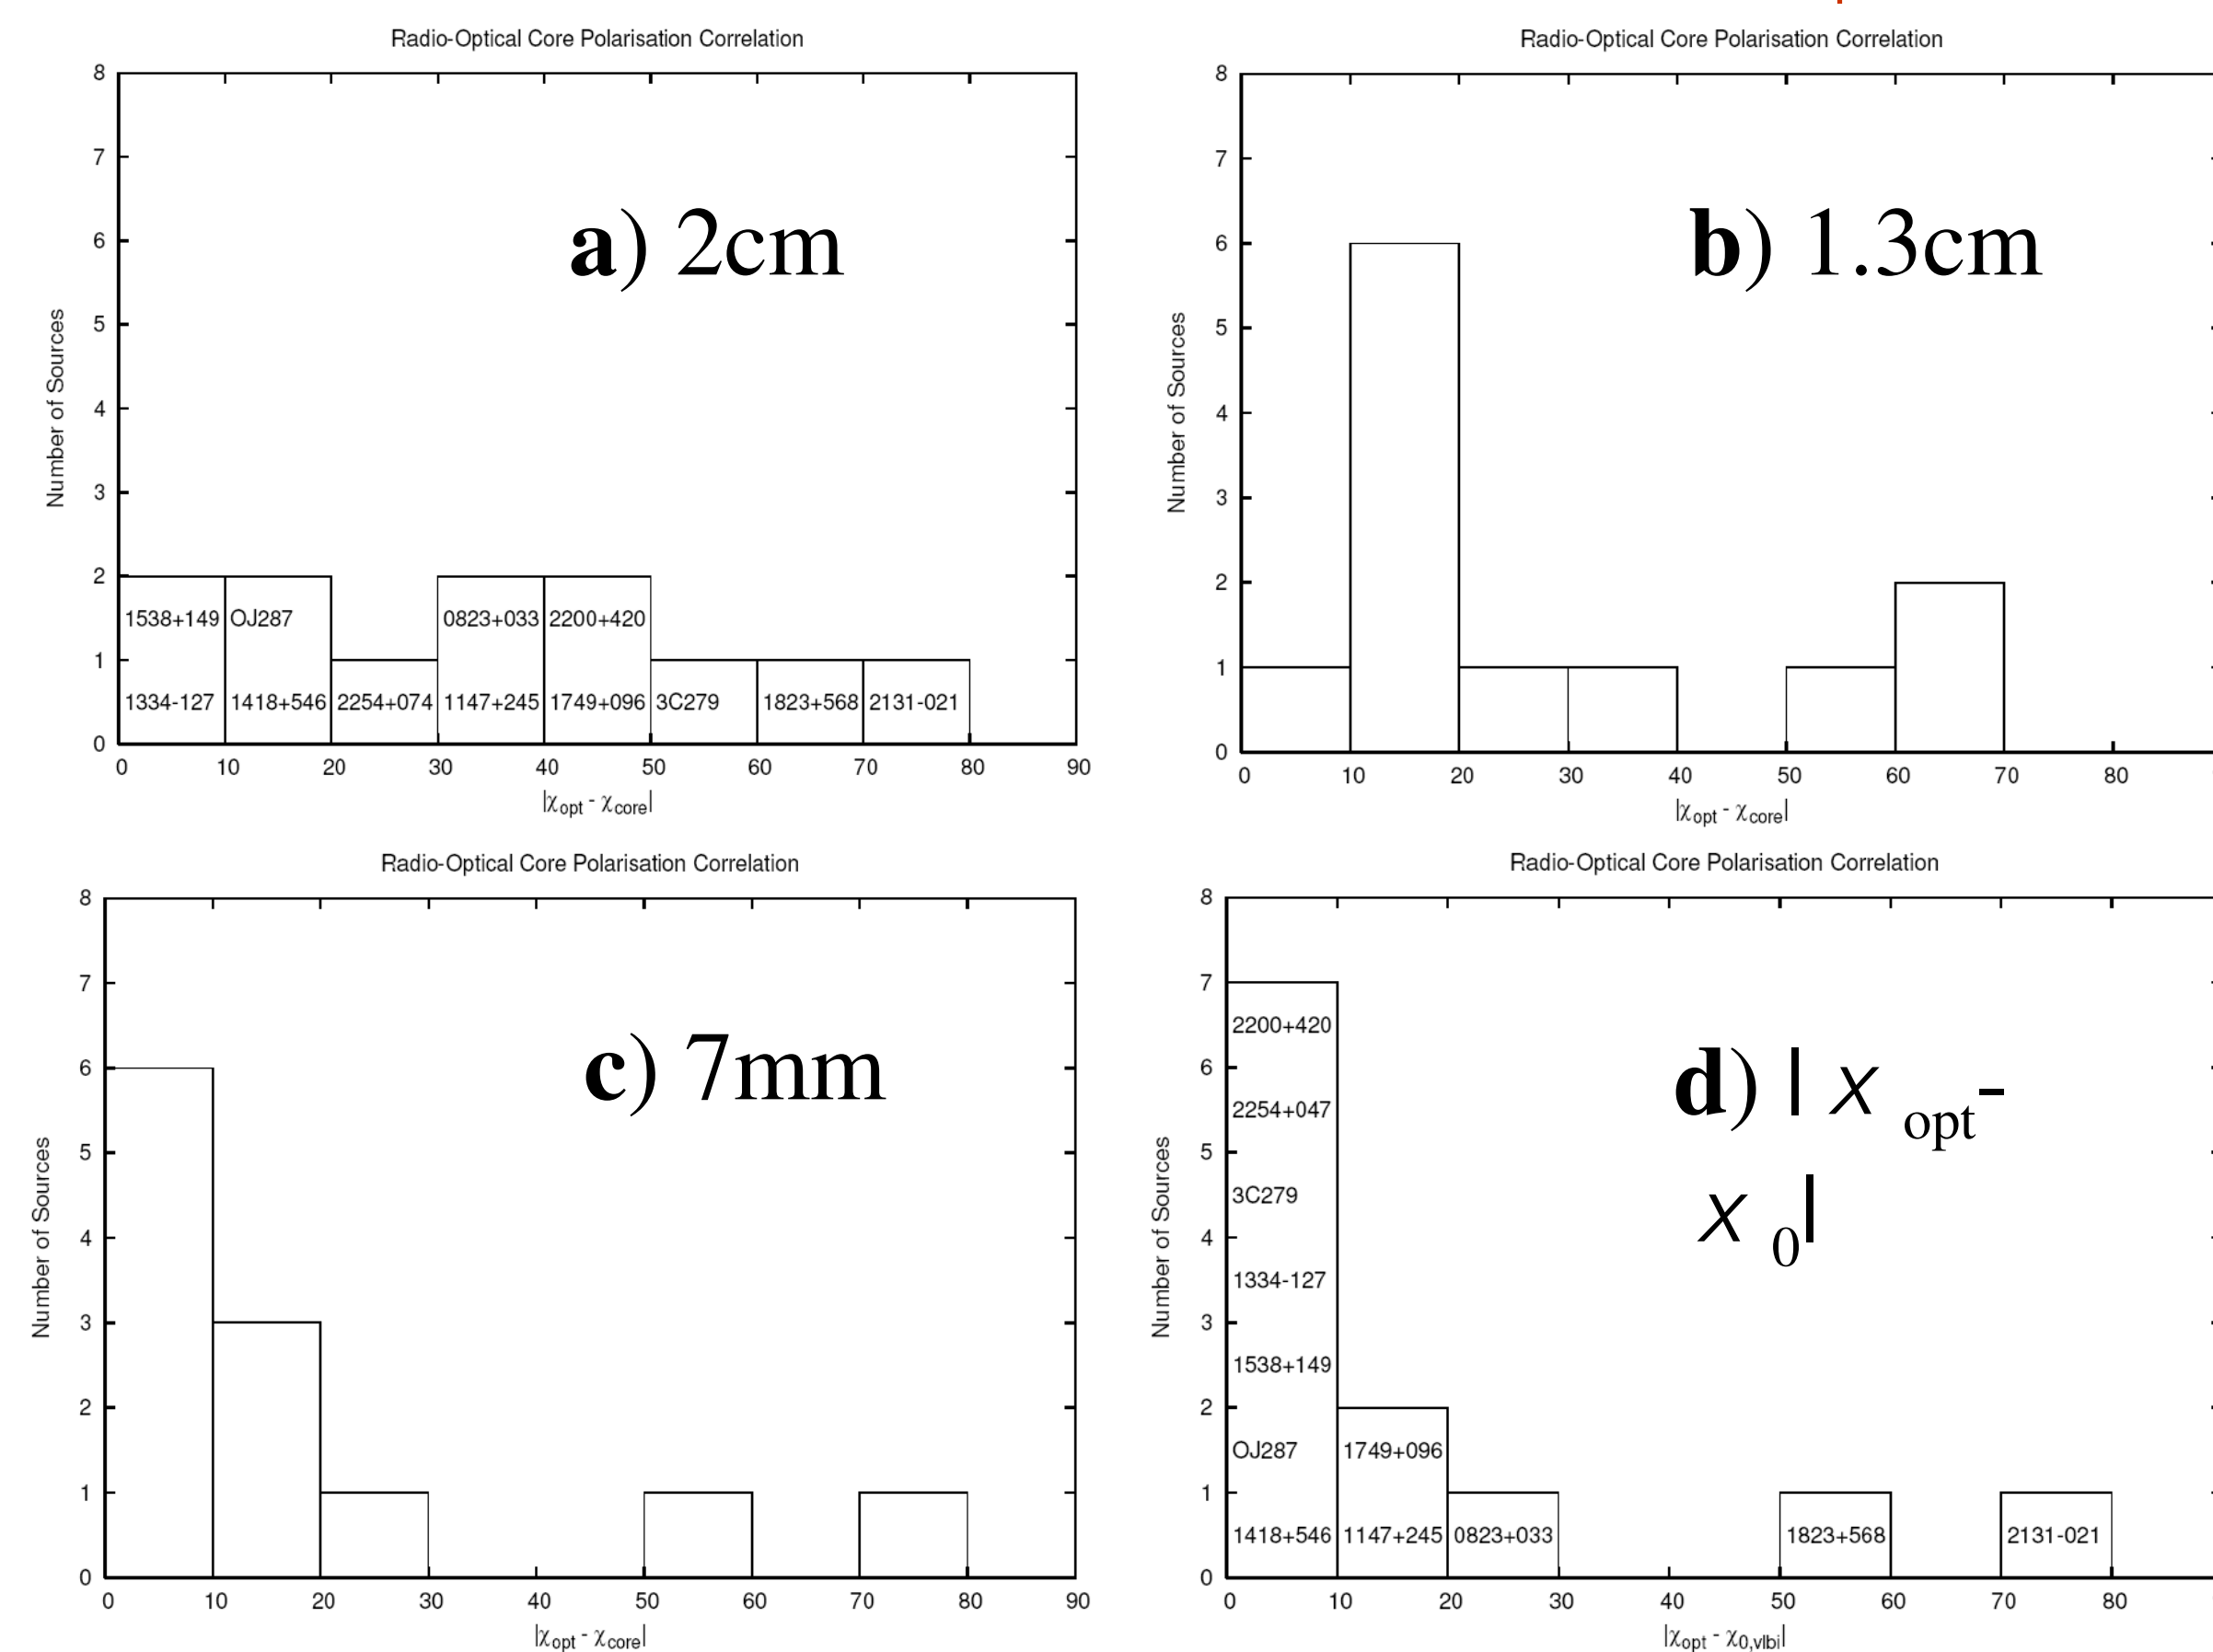 Radio-Optical Core Polarisation Correlation
8
7
6
5
4
3
2
1
0
Number of Sources
a) 2cm
1538+149 OJ287 0823+033 2200+420
1334-127 1418+546 2254+074 1147+245 1749+096 3C279 1823+568 2131-021
0 10 20 30 40 50 60 70 80 90
|χopt - χcore|
Radio-Optical Core Polarisation Correlation
8
7
6
5
4
3
2
1
0
Number of Sources
b) 1.3cm
0 10 20 30 40 50 60 70 80
|χopt - χcore|
Radio-Optical Core Polarisation Correlation
8
7
6
5
4
3
2
1
0
Number of Sources
c) 7mm
0 10 20 30 40 50 60 70 80 90
|χopt - χcore|
Radio-Optical Core Polarisation Correlation
8
7
6
5
4
3
2
1
0
Number of Sources
d) | x opt-
x 0|
2200+420
2254+047
3C279
1334-127
1538+149
OJ287 1749+096
1418+546 1147+245 0823+033 1823+568 2131-021
0 10 20 30 40 50 60 70 80
|χopt - χ0,vlbi|